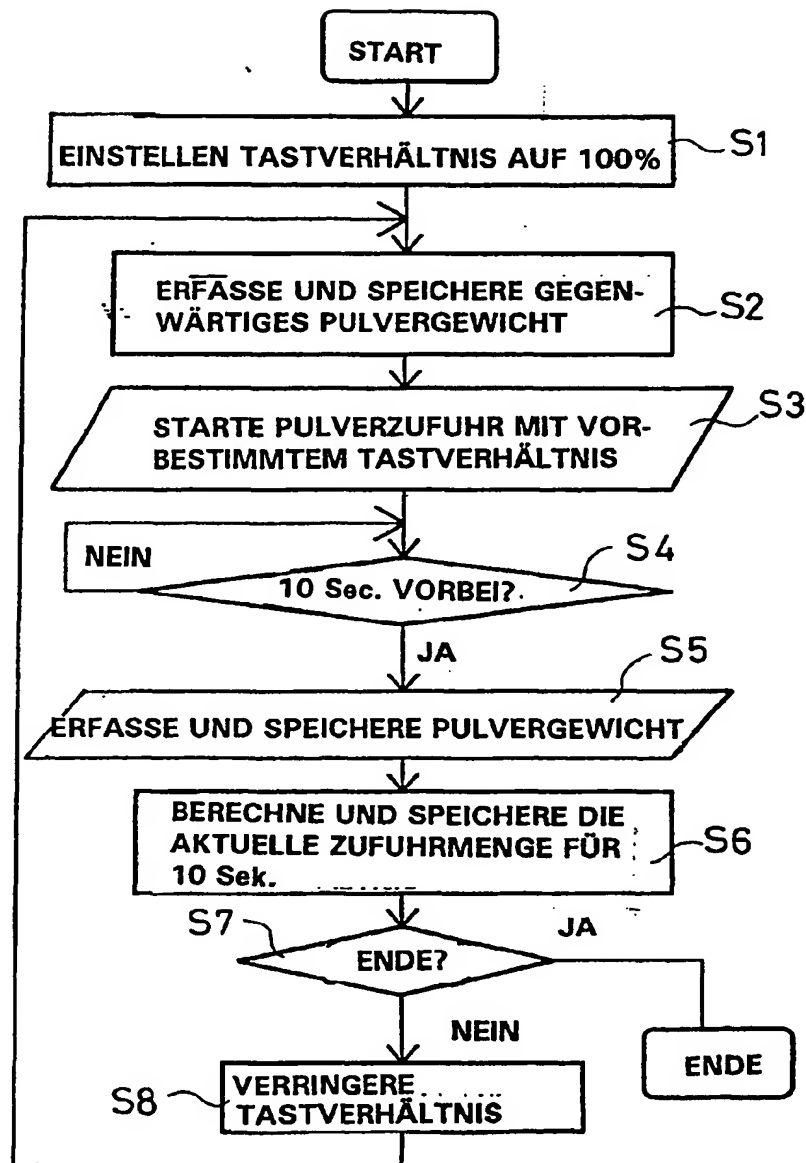 START
EINSTELLEN TASTVERHÄLTNIS AUF 100%
S1
ERFASSE UND SPEICHERE GEGEN-
WÄRTIGES PULVERGEWICHT
S2
STARTE PULVERZUFUHR MIT VOR-
BESTIMMTEM TASTVERHÄLTNIS
S3
NEIN
10 Sec. VORBEI?
S4
JA
S5
ERFASSE UND SPEICHERE PULVERGEWICHT
BERECHNE UND SPEICHERE DIE
AKTUELLE ZUFUHRMENGE FÜR
10 Sek.
S6
S7
JA
ENDE?
NEIN
ENDE
S8
VERRINGERE
TASTVERHÄLTNIS